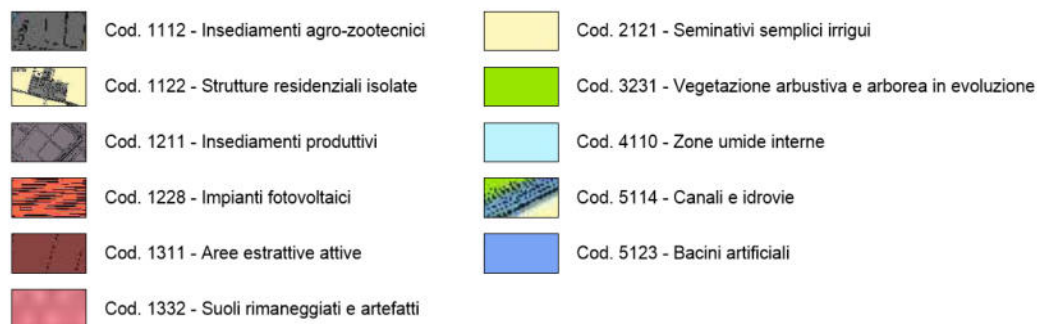 Cod. 1112 - Insediamenti agro-zootecnici
Cod. 1122 - Strutture residenziali isolate
Cod. 1211 - Insediamenti produttivi
Cod. 1228 - Impianti fotovoltaici
Cod. 1311 - Aree estrattive attive
Cod. 1332 - Suoli rimaneggiati e artefatti
Cod. 2121 - Seminativi semplici irrigui
Cod. 3231 - Vegetazione arbustiva e arborea in evoluzione
Cod. 4110 - Zone umide interne
Cod. 5114 - Canali e idrovie
Cod. 5123 - Bacini artificiali